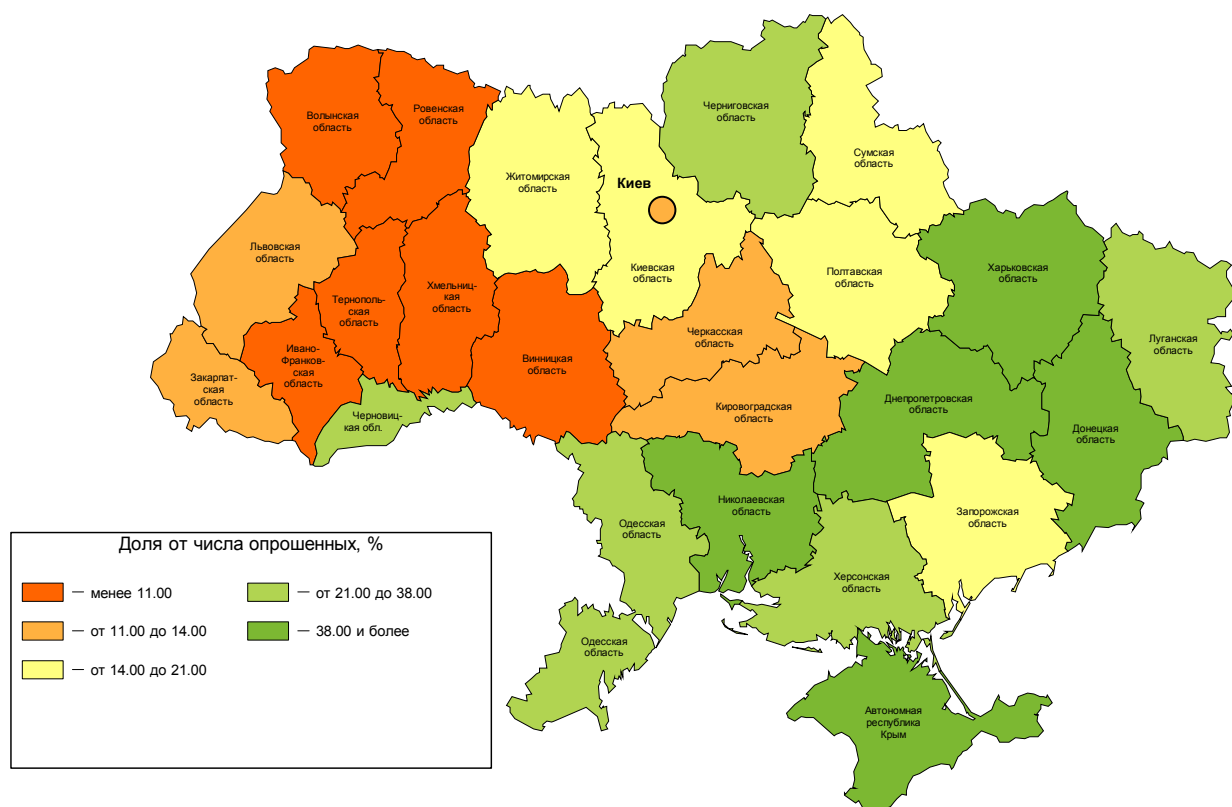 Волынская
область
Ровенская
область
Черниговская
область
Сумская
область
Житомирская
область
Киев
Львовская
область
Киевская
область
Полтавская
область
Харьковская
область
Тернополь-
ская
область
Хмельниц-
кая
область
Луганская
область
Черкасская
область
Ивано-
Франков-
ская
область
Винницкая
область
Закарпат-
ская
область
Черновиц-
кая обл.
Кировоградская
область
Днепропетровская
область
Донецкая
область
Николаевская
область
Запорожская
область
Одесская
область
Херсонская
область
Одесская
область
Автономная
республика
Крым
Доля от числа опрошенных, %
— менее 11.00
— от 11.00 до 14.00
— от 14.00 до 21.00
— от 21.00 до 38.00
— 38.00 и более